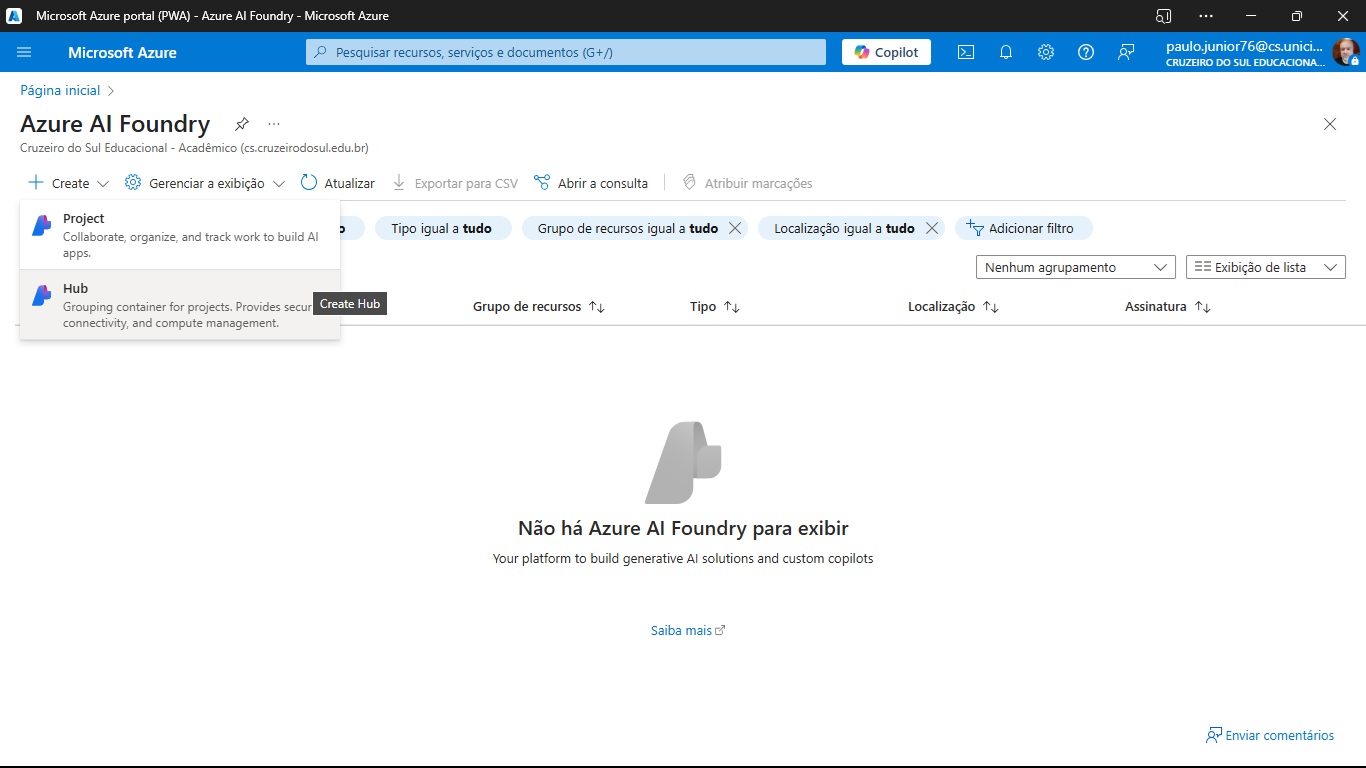 Microsoft Azure portal (PWA) - Azure AI Foundry - Microsoft Azure
Microsoft Azure
Pesquisar recursos, serviços e documentos (G+/)
Copilot
paulo.junior76@cs.unici...
CRUZEIRO DO SUL EDUCACIONA...
Página inicial
Azure AI Foundry
Cruzeiro do Sul Educacional - Acadêmico (cs.cruzeirodosul.edu.br)
Create
Gerenciar a exibição
Atualizar
Exportar para CSV
Abrir a consulta
Atribuir marcações
Project
Collaborate, organize, and track work to build AI
apps.
Hub
Grouping container for projects. Provides secur
connectivity, and compute management.
Create Hub
o
Tipo igual a tudo
Grupo de recursos igual a tudo
Localização igual a tudo
Adicionar filtro
Nenhum agrupamento
Exibição de lista
Grupo de recursos
Tipo
Localização
Assinatura
Não há Azure AI Foundry para exibir
Your platform to build generative AI solutions and custom copilots
Saiba mais
Enviar comentários